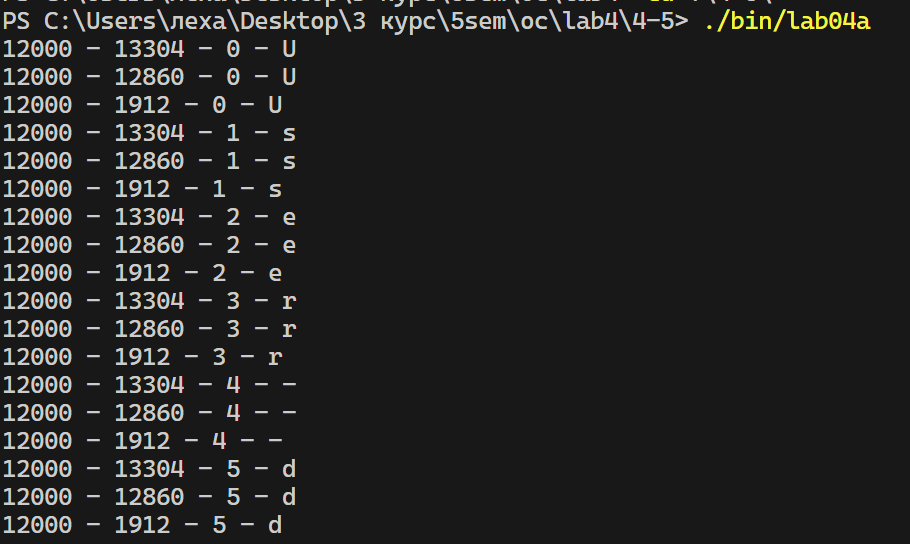 PS C:\Users\леха\Desktop\3 курс\5sem\ос\lab4\4-5> ./bin/lab04a
12000 - 13304 - 0 - U
12000 - 12860 - 0 - U
12000 - 1912 - 0 - U
12000 - 13304 - 1 - s
12000 - 12860 - 1 - s
12000 - 1912 - 1 - s
12000 - 13304 - 2 - e
12000 - 12860 - 2 - e
12000 - 1912 - 2 - e
12000 - 13304 - 3 - r
12000 - 12860 - 3 - r
12000 - 1912 - 3 - r
12000 - 13304 - 4 - -
12000 - 12860 - 4 - -
12000 - 1912 - 4 - -
12000 - 13304 - 5 - d
12000 - 12860 - 5 - d
12000 - 1912 - 5 - d